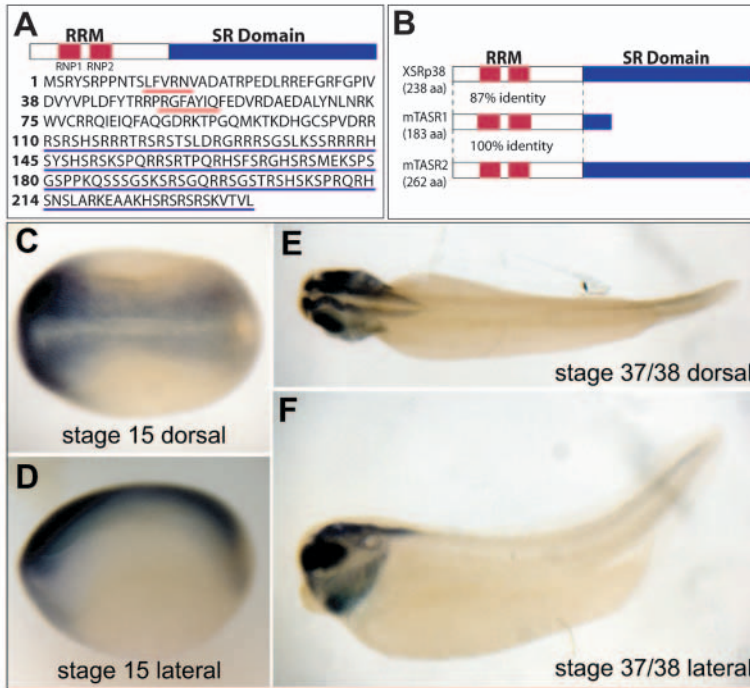 A
RRM SR Domain
RNP1 RNP2
1 MSRYSRPPNTSLFVRNVADATRPEDLRREFGRFGPIV
38 DVYVPLDFYTRRPRGFAYIQFEDVRDAEDALYNLNRK
75 WVCRRQIEIQFAQGDRKTPGQMKTKDHGCSPVDRR
110 RSRSHSRRRTRSRSTSLDRGRRRSGSLKSSRRRRH
145 SYSHSRSKSPQRRSRTPQRHSFSRGHSRSMEKSPS
180 GSPPKQSSSGSKSRSGQRRSGSTRSHSKSPRQRH
214 SNSLARKEAAKHSRSRSRSKVTVL
B
RRM SR Domain
XSRp38
(238 aa)
87% identity
mTASR1
(183 aa)
100% identity
mTASR2
(262 aa)
C
stage 15 dorsal
D
stage 15 lateral
E
stage 37/38 dorsal
F
stage 37/38 lateral